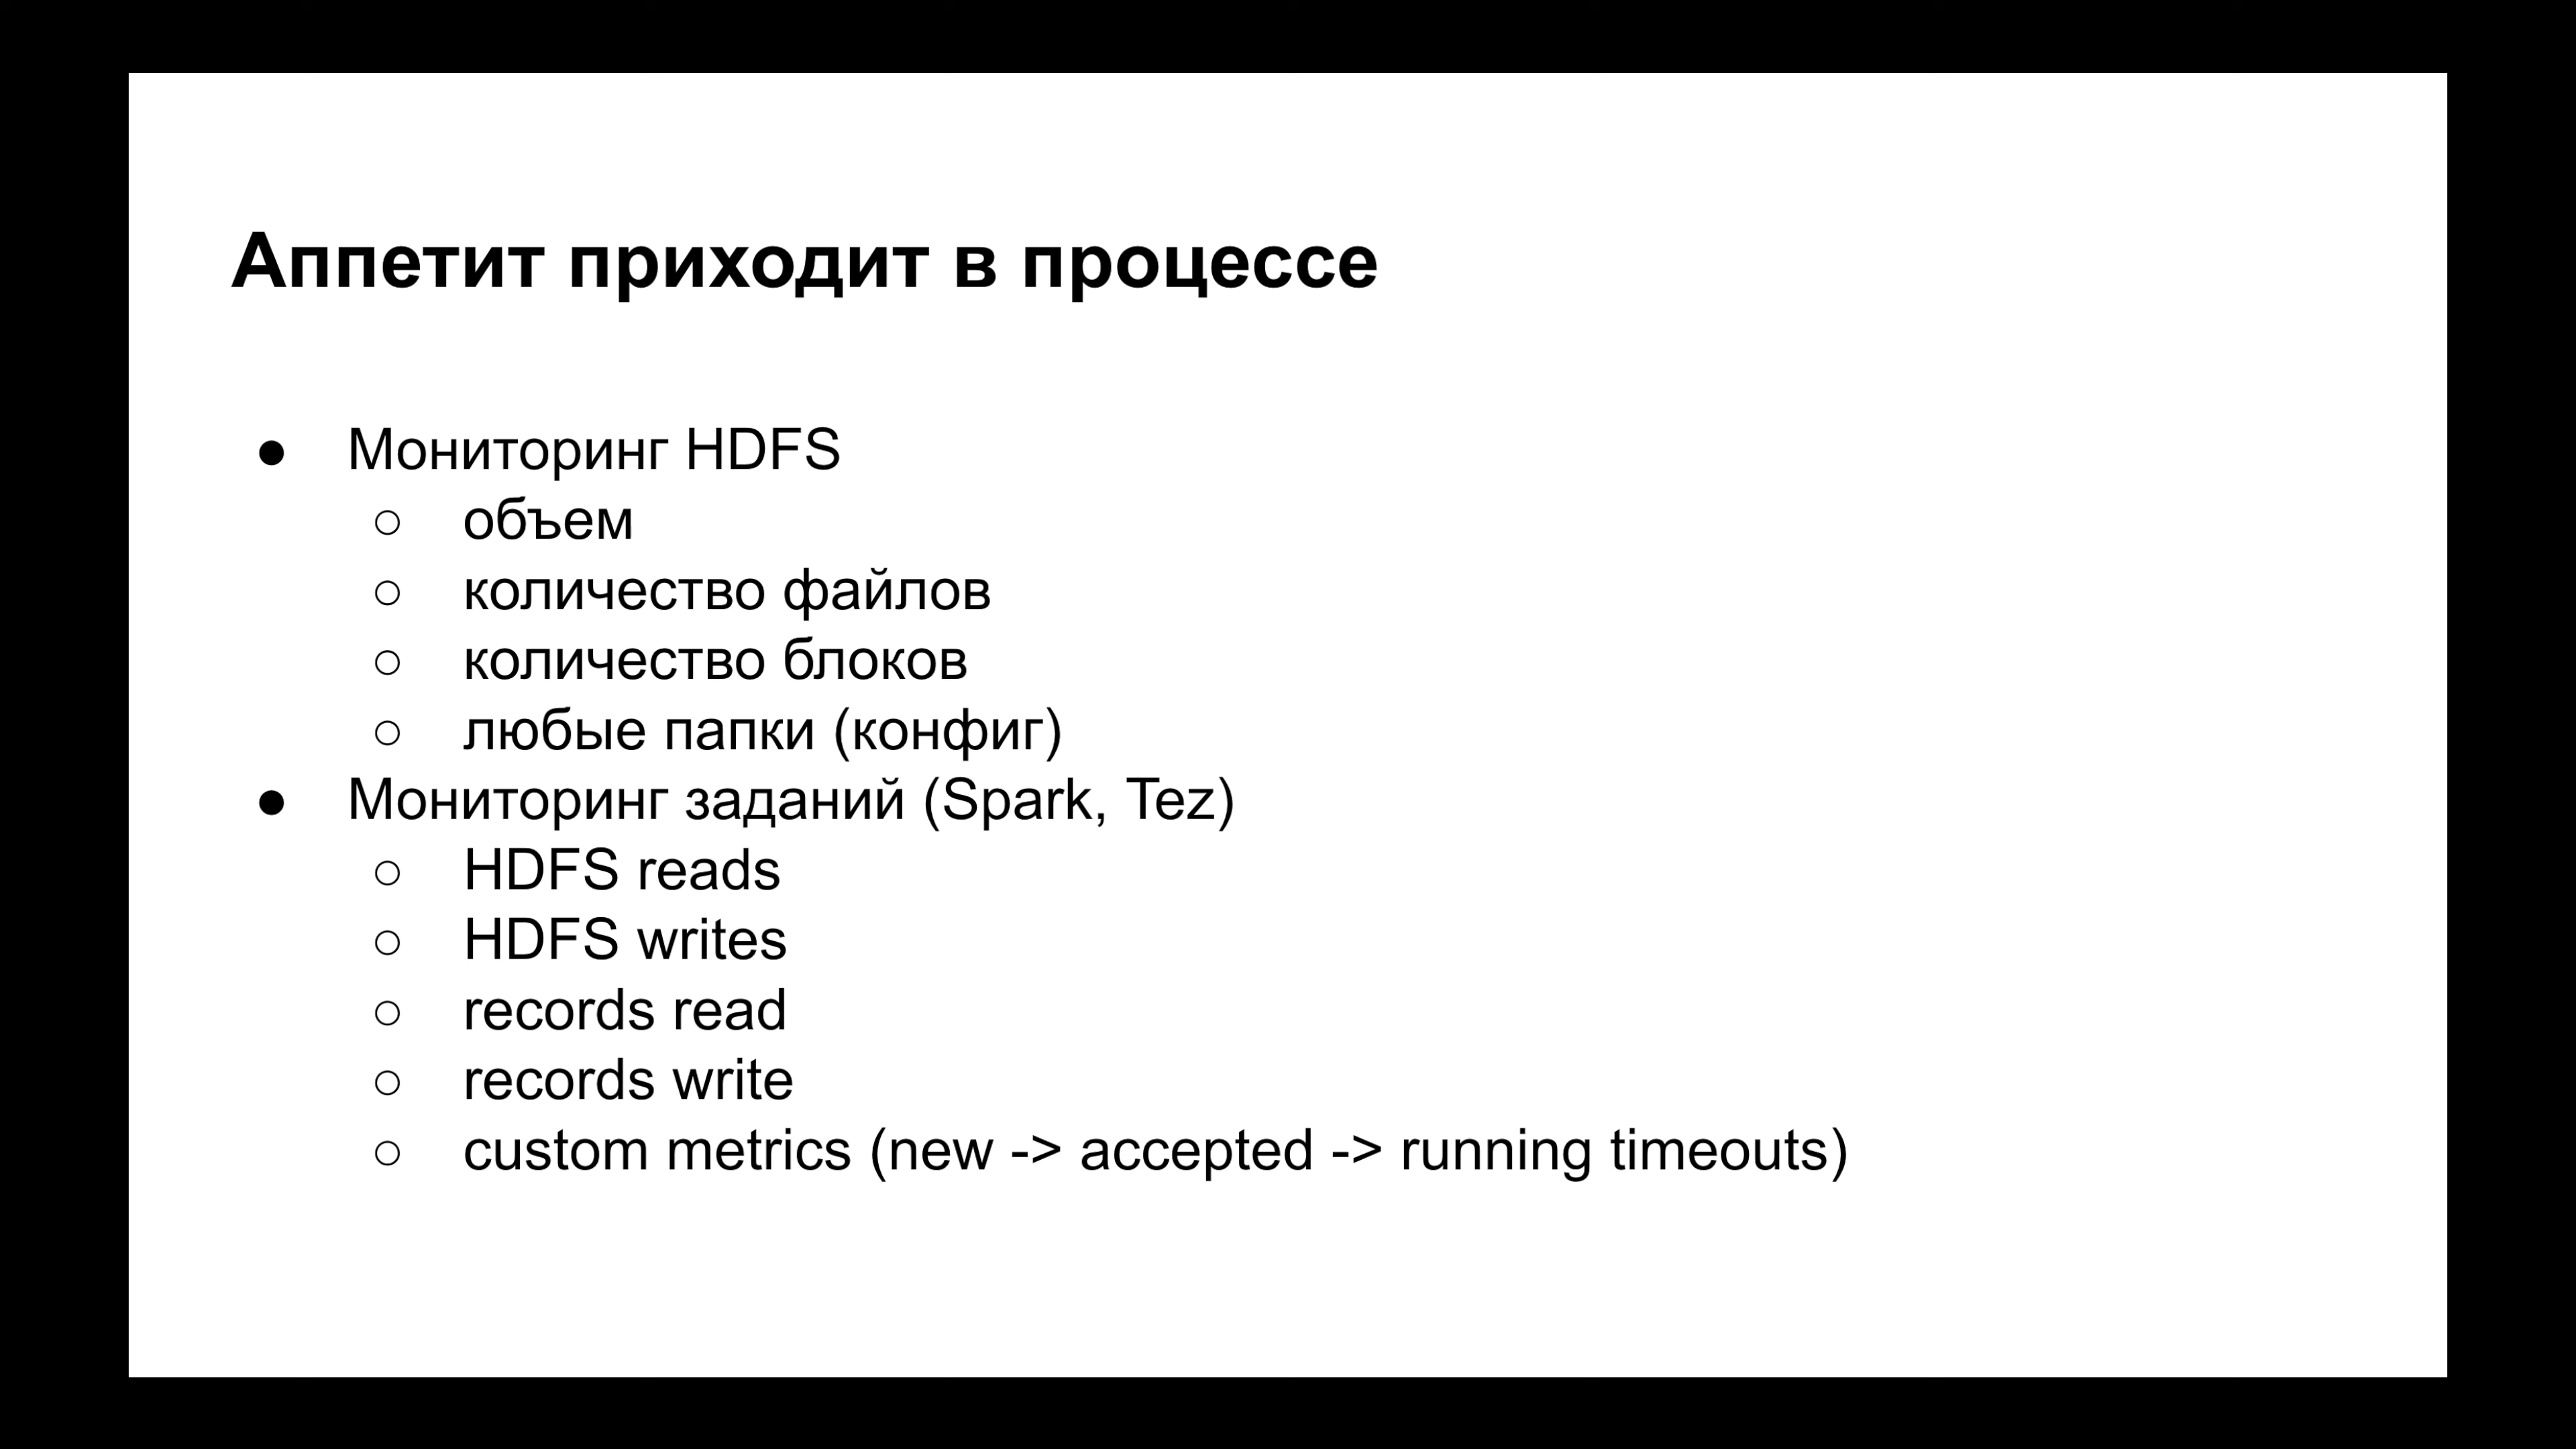 Аппетит приходит в процессе
● Мониторинг HDFS
○ объем
○ количество файлов
○ количество блоков
○ любые папки (конфиг)
● Мониторинг заданий (Spark, Tez)
○ HDFS reads
○ HDFS writes
○ records read
○ records write
○ custom metrics (new -> accepted -> running timeouts)